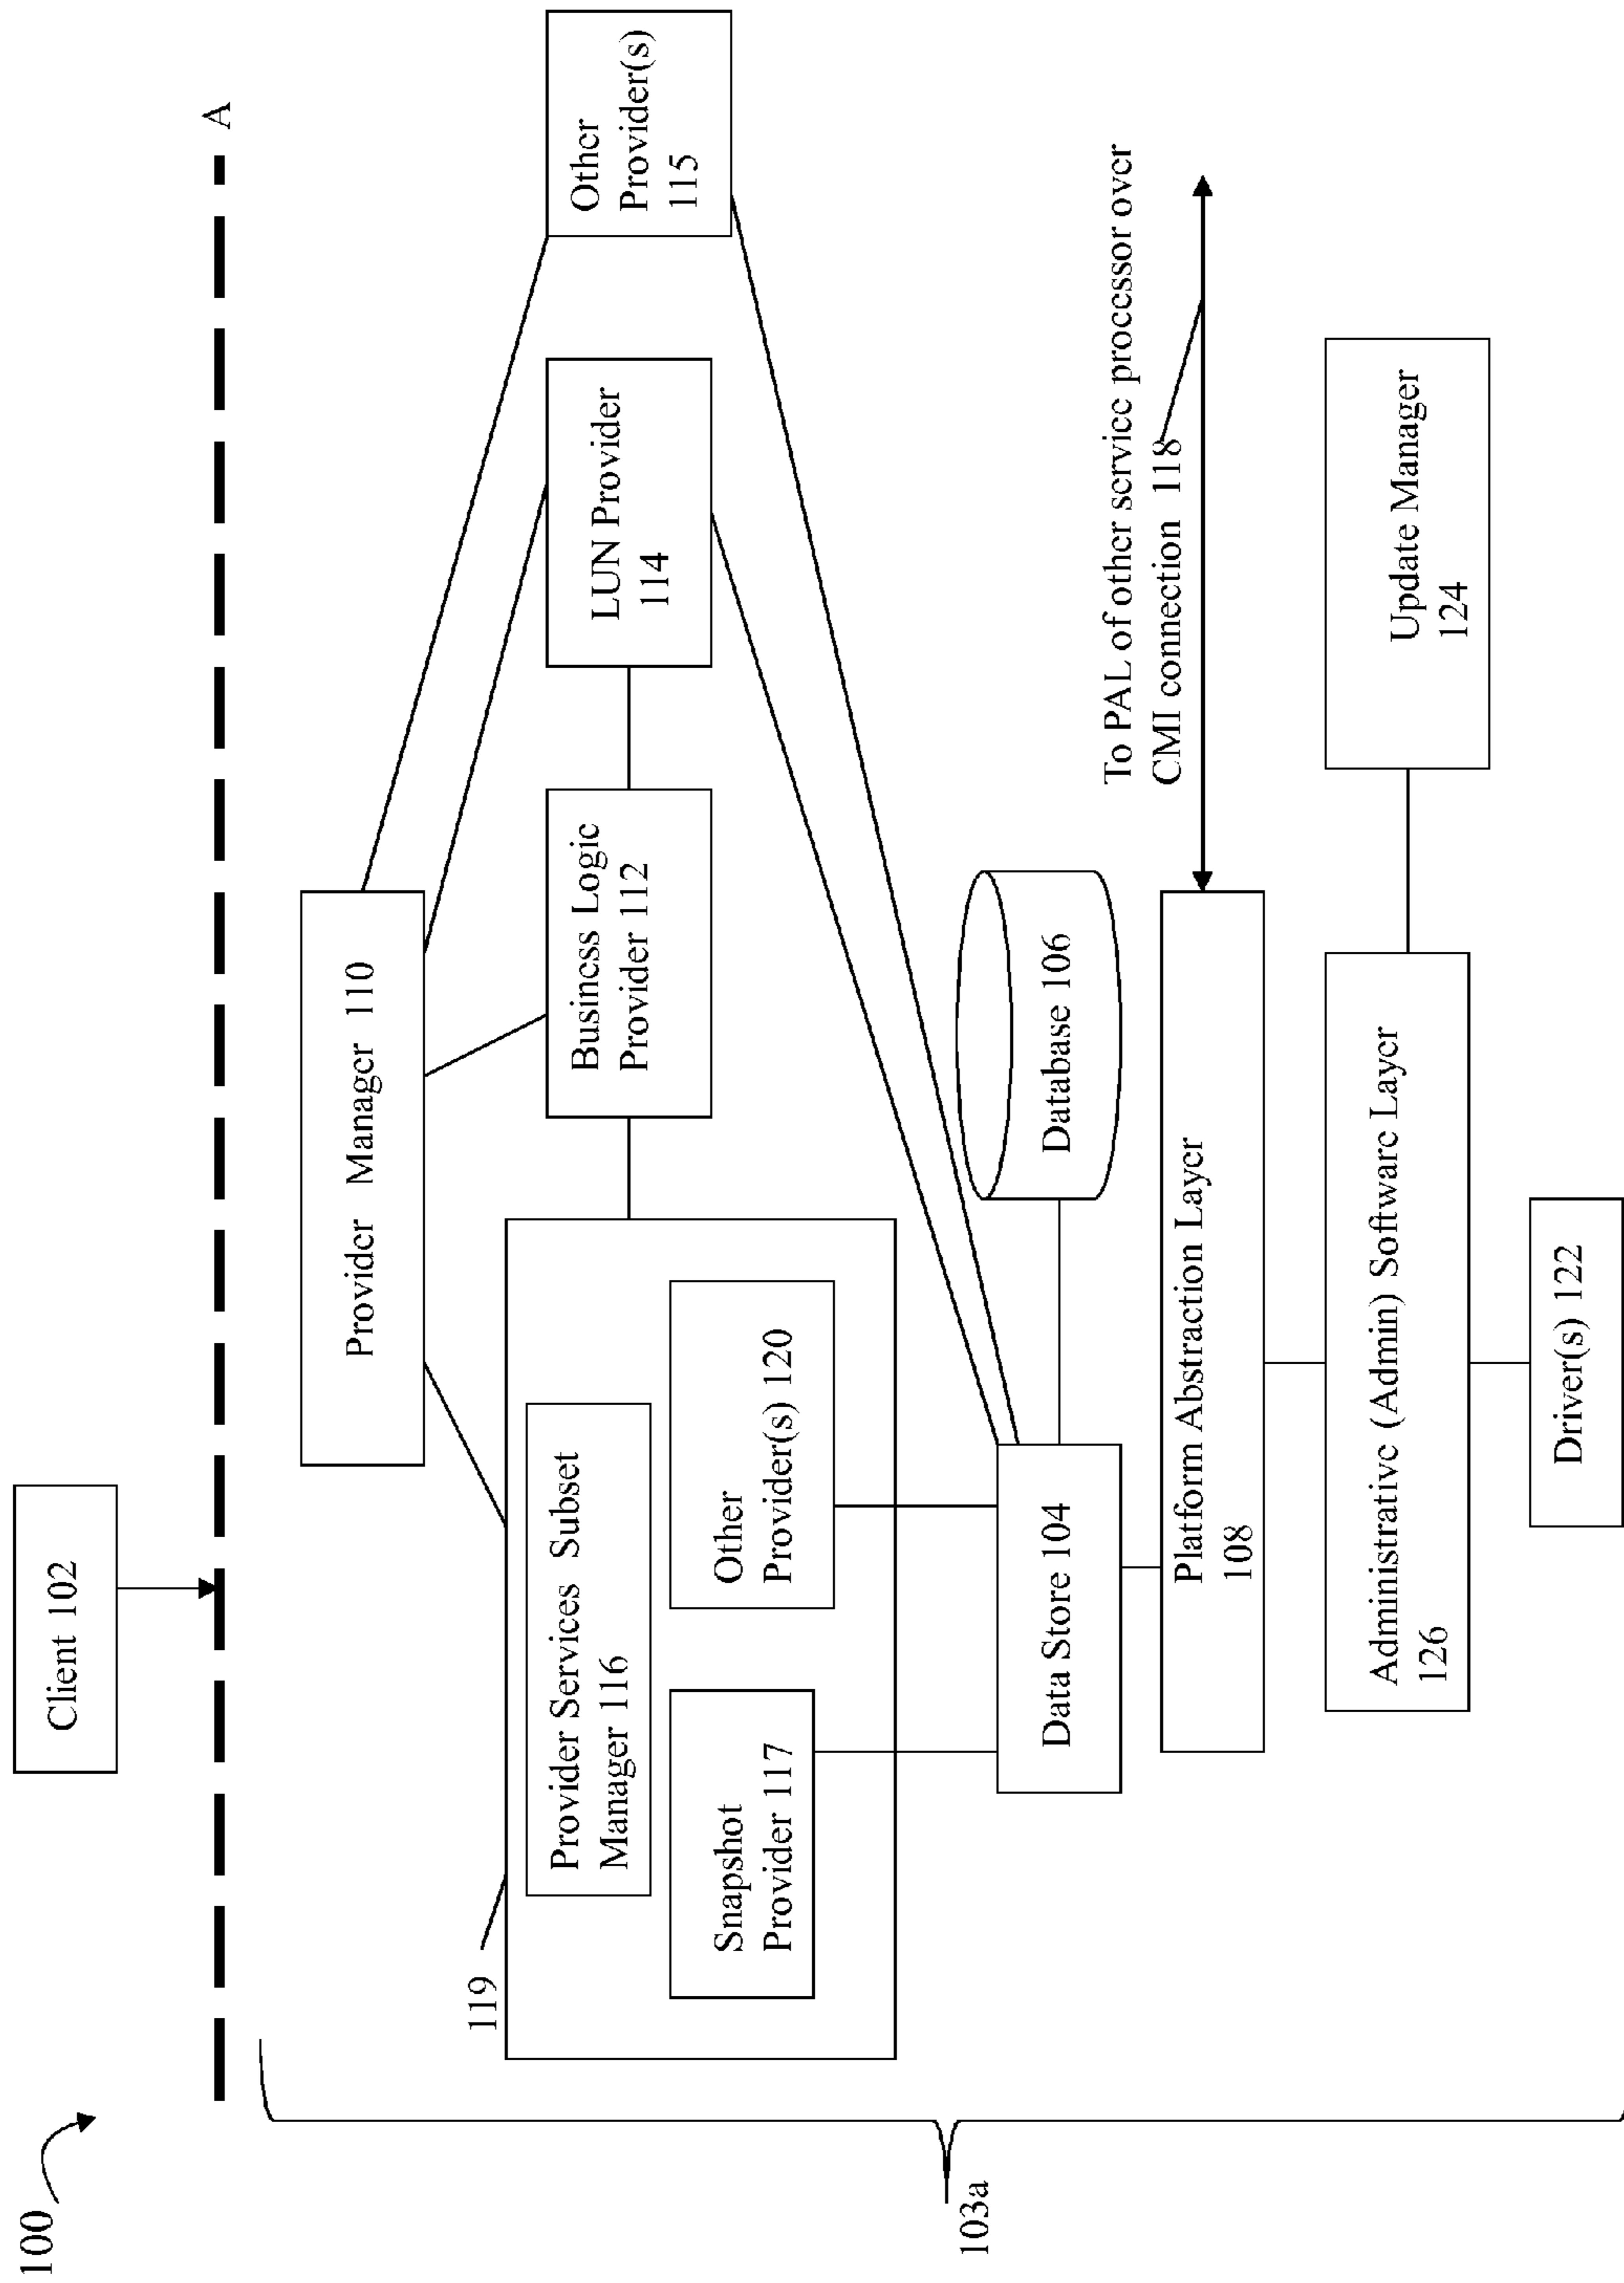 100
Client 102
A
Provider Manager 110
119
Provider Services Subset
Manager 116
Snapshot
Provider 117
Other
Provider(s) 120
Business Logic
Provider 112
LUN Provider
114
Other
Provider(s)
115
103a
Data Store 104
Database 106
To PAL of other service processor over
CMI connection 118
Platform Abstraction Layer
108
Administrative (Admin) Software Layer
126
Update Manager
124
Driver(s) 122